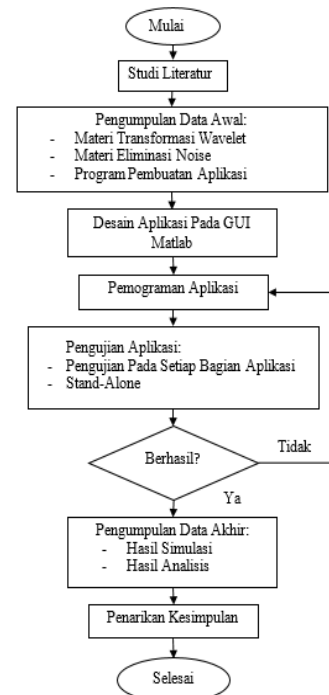 Mulai
Studi Literatur
Pengumpulan Data Awal:
- Materi Transformasi Wavelet
- Materi Eliminasi Noise
- Program Pembuatan Aplikasi
Desain Aplikasi Pada GUI
Matlab
Pemograman Aplikasi
Pengujian Aplikasi:
- Pengujian Pada Setiap Bagian Aplikasi
- Stand-Alone
Berhasil?
Tidak
Ya
Pengumpulan Data Akhir:
- Hasil Simulasi
- Hasil Analisis
Penarikan Kesimpulan
Selesai